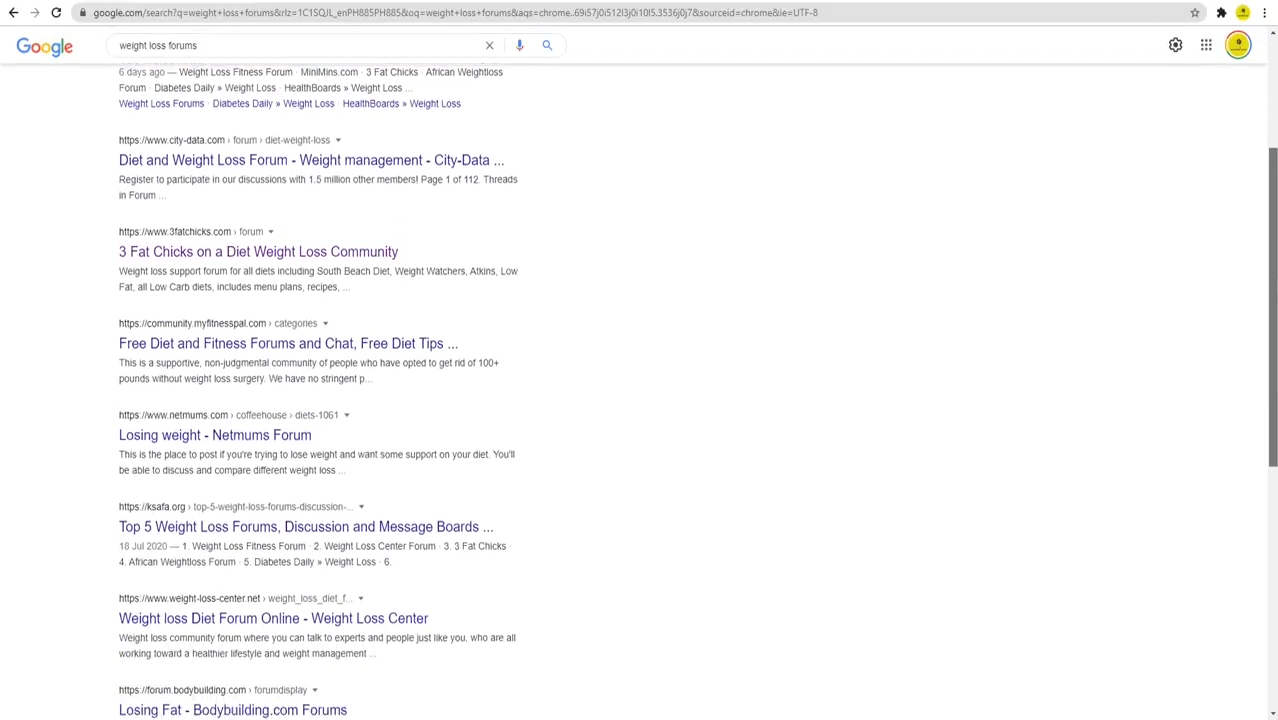 google.com/search?q=weight+loss+forums&rlz=1C1SQJL_enPH885PH885&oq=weight+loss+forums&aqs=chrome..69i57j0i512l3j0i10l5.3536j0j7&sourceid=chrome&ie=UTF-8
Google
weight loss forums
6 days ago — Weight Loss Fitness Forum · MiniMins.com · 3 Fat Chicks · African Weightloss
Forum · Diabetes Daily » Weight Loss · HealthBoards » Weight Loss ...
Weight Loss Forums · Diabetes Daily » Weight Loss · HealthBoards » Weight Loss
https://www.city-data.com › forum › diet-weight-loss
Diet and Weight Loss Forum - Weight management - City-Data ...
Register to participate in our discussions with 1.5 million other members! Page 1 of 112. Threads
in Forum ...
https://www.3fatchicks.com › forum
3 Fat Chicks on a Diet Weight Loss Community
Weight loss support forum for all diets including South Beach Diet, Weight Watchers, Atkins, Low
Fat, all Low Carb diets, includes menu plans, recipes, ...
https://community.myfitnesspal.com › categories
Free Diet and Fitness Forums and Chat, Free Diet Tips ...
This is a supportive, non-judgmental community of people who have opted to get rid of 100+
pounds without weight loss surgery. We have no stringent p...
https://www.netmums.com › coffeehouse › diets-1061
Losing weight - Netmums Forum
This is the place to post if you're trying to lose weight and want some support on your diet. You'll
be able to discuss and compare different weight loss ...
https://ksafa.org › top-5-weight-loss-forums-discussion-...
Top 5 Weight Loss Forums, Discussion and Message Boards ...
18 Jul 2020 — 1. Weight Loss Fitness Forum · 2. Weight Loss Center Forum · 3. 3 Fat Chicks ·
4. African Weightloss Forum · 5. Diabetes Daily » Weight Loss · 6.
https://www.weight-loss-center.net › weight_loss_diet_f...
Weight loss Diet Forum Online - Weight Loss Center
Weight loss community forum where you can talk to experts and people just like you, who are all
working toward a healthier lifestyle and weight management ...
https://forum.bodybuilding.com › forumdisplay
Losing Fat - Bodybuilding.com Forums